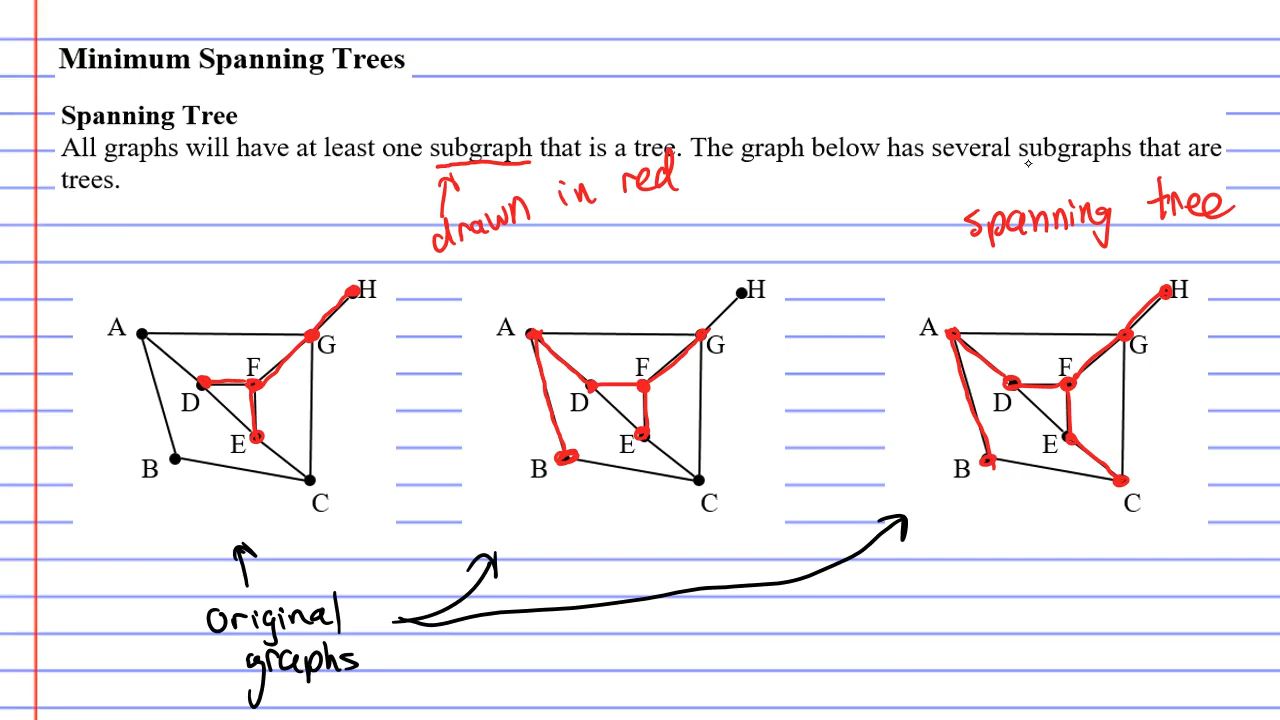 Minimum Spanning Trees
Spanning Tree
All graphs will have at least one subgraph that is a tree. The graph below has several subgraphs that are
trees.
drawn in red
spanning tree
H
A
G
F
D
E
B
C
H
A
G
F
D
E
B
C
H
A
G
F
D
E
B
C
original
graphs